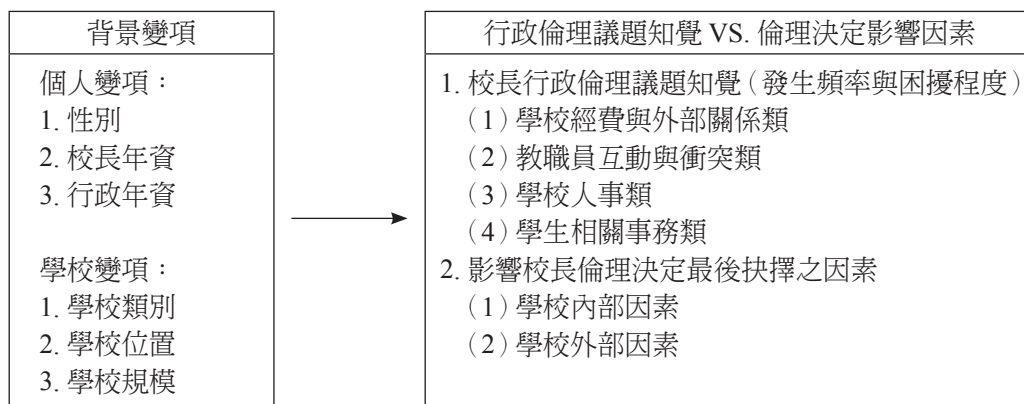 背景變項
個人變項：
1. 性別
2. 校長年資
3. 行政年資
學校變項：
1. 學校類別
2. 學校位置
3. 學校規模
行政倫理議題知覺 VS. 倫理決定影響因素
1. 校長行政倫理議題知覺（發生頻率與困擾程度）
（1）學校經費與外部關係類
（2）教職員互動與衝突類
（3）學校人事類
（4）學生相關事務類
2. 影響校長倫理決定最後抉擇之因素
（1）學校內部因素
（2）學校外部因素